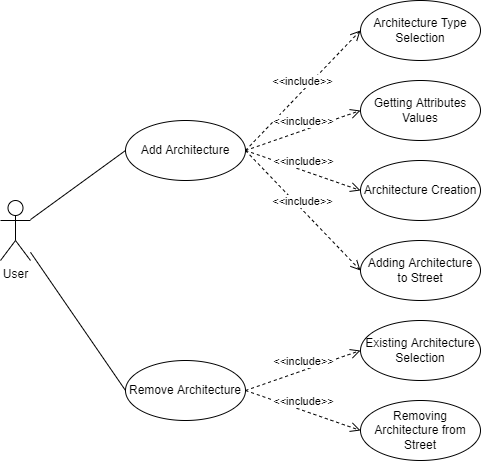 Architecture Type
Selection
<<include>>
Getting Attributes
Values
<<include>>
Add Architecture
<<include>>
Architecture Creation
<<include>>
Adding Architecture
to Street
User
Existing Architecture
Selection
<<include>>
Remove Architecture
<<include>>
Removing
Architecture from
Street